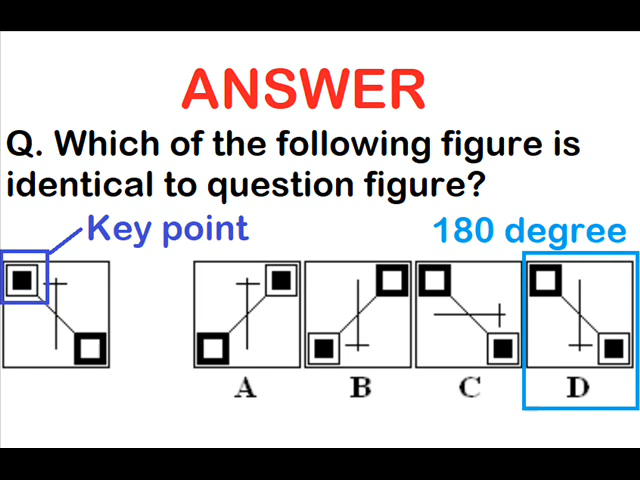 ANSWER
Q. Which of the following figure is
identical to question figure?
Key point
180 degree
A B C D